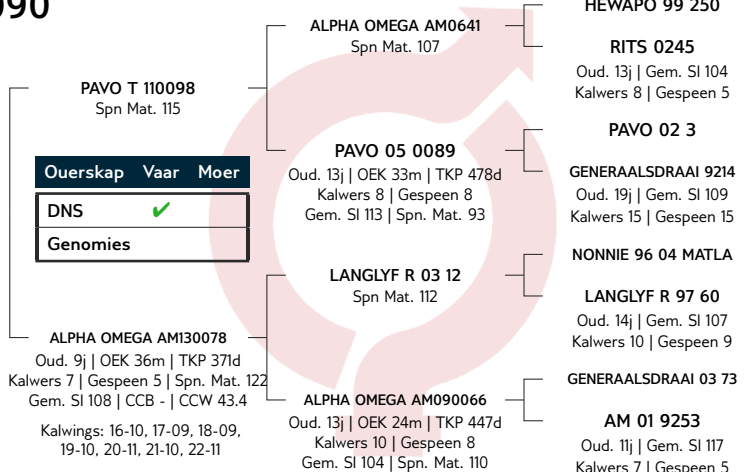 090
PAVO T 110098
Spn Mat. 115
Ouerskap Vaar Moer
DNS ✔
Genomies
ALPHA OMEGA AM130078
Oud. 9j | OEK 36m | TKP 371d
Kalwers 7 | Gespeen 5 | Spn. Mat. 122
Gem. SI 108 | CCB - | CCW 43.4
Kalwings: 16-10, 17-09, 18-09,
19-10, 20-11, 21-10, 22-11
ALPHA OMEGA AM0641
Spn Mat. 107
PAVO 05 0089
Oud. 13j | OEK 33m | TKP 478d
Kalwers 8 | Gespeen 8
Gem. SI 113 | Spn. Mat. 93
LANGLYF R 03 12
Spn Mat. 112
ALPHA OMEGA AM090066
Oud. 13j | OEK 24m | TKP 447d
Kalwers 10 | Gespeen 8
Gem. SI 104 | Spn. Mat. 110
HEWAPO 99 250
RITS 0245
Oud. 13j | Gem. SI 104
Kalwers 8 | Gespeen 5
PAVO 02 3
GENERAALSDRAAI 9214
Oud. 19j | Gem. SI 109
Kalwers 15 | Gespeen 15
NONNIE 96 04 MATLA
LANGLYF R 97 60
Oud. 14j | Gem. SI 107
Kalwers 10 | Gespeen 9
GENERAALSDRAAI 03 73
AM 01 9253
Oud. 11j | Gem. SI 117
Kalwers 7 | Gespeen 5